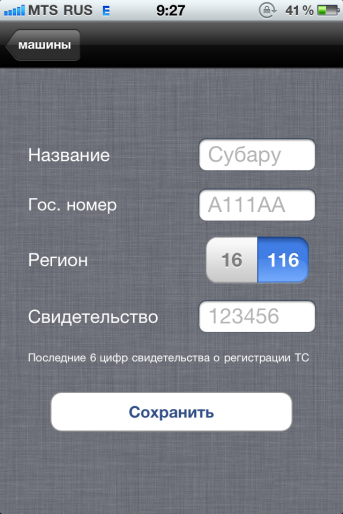 MTS RUS E 9:27 41 %
машины
Название Субару
Гос. номер A111AA
Регион 16 116
Свидетельство 123456
Последние 6 цифр свидетельства о регистрации ТС
Сохранить